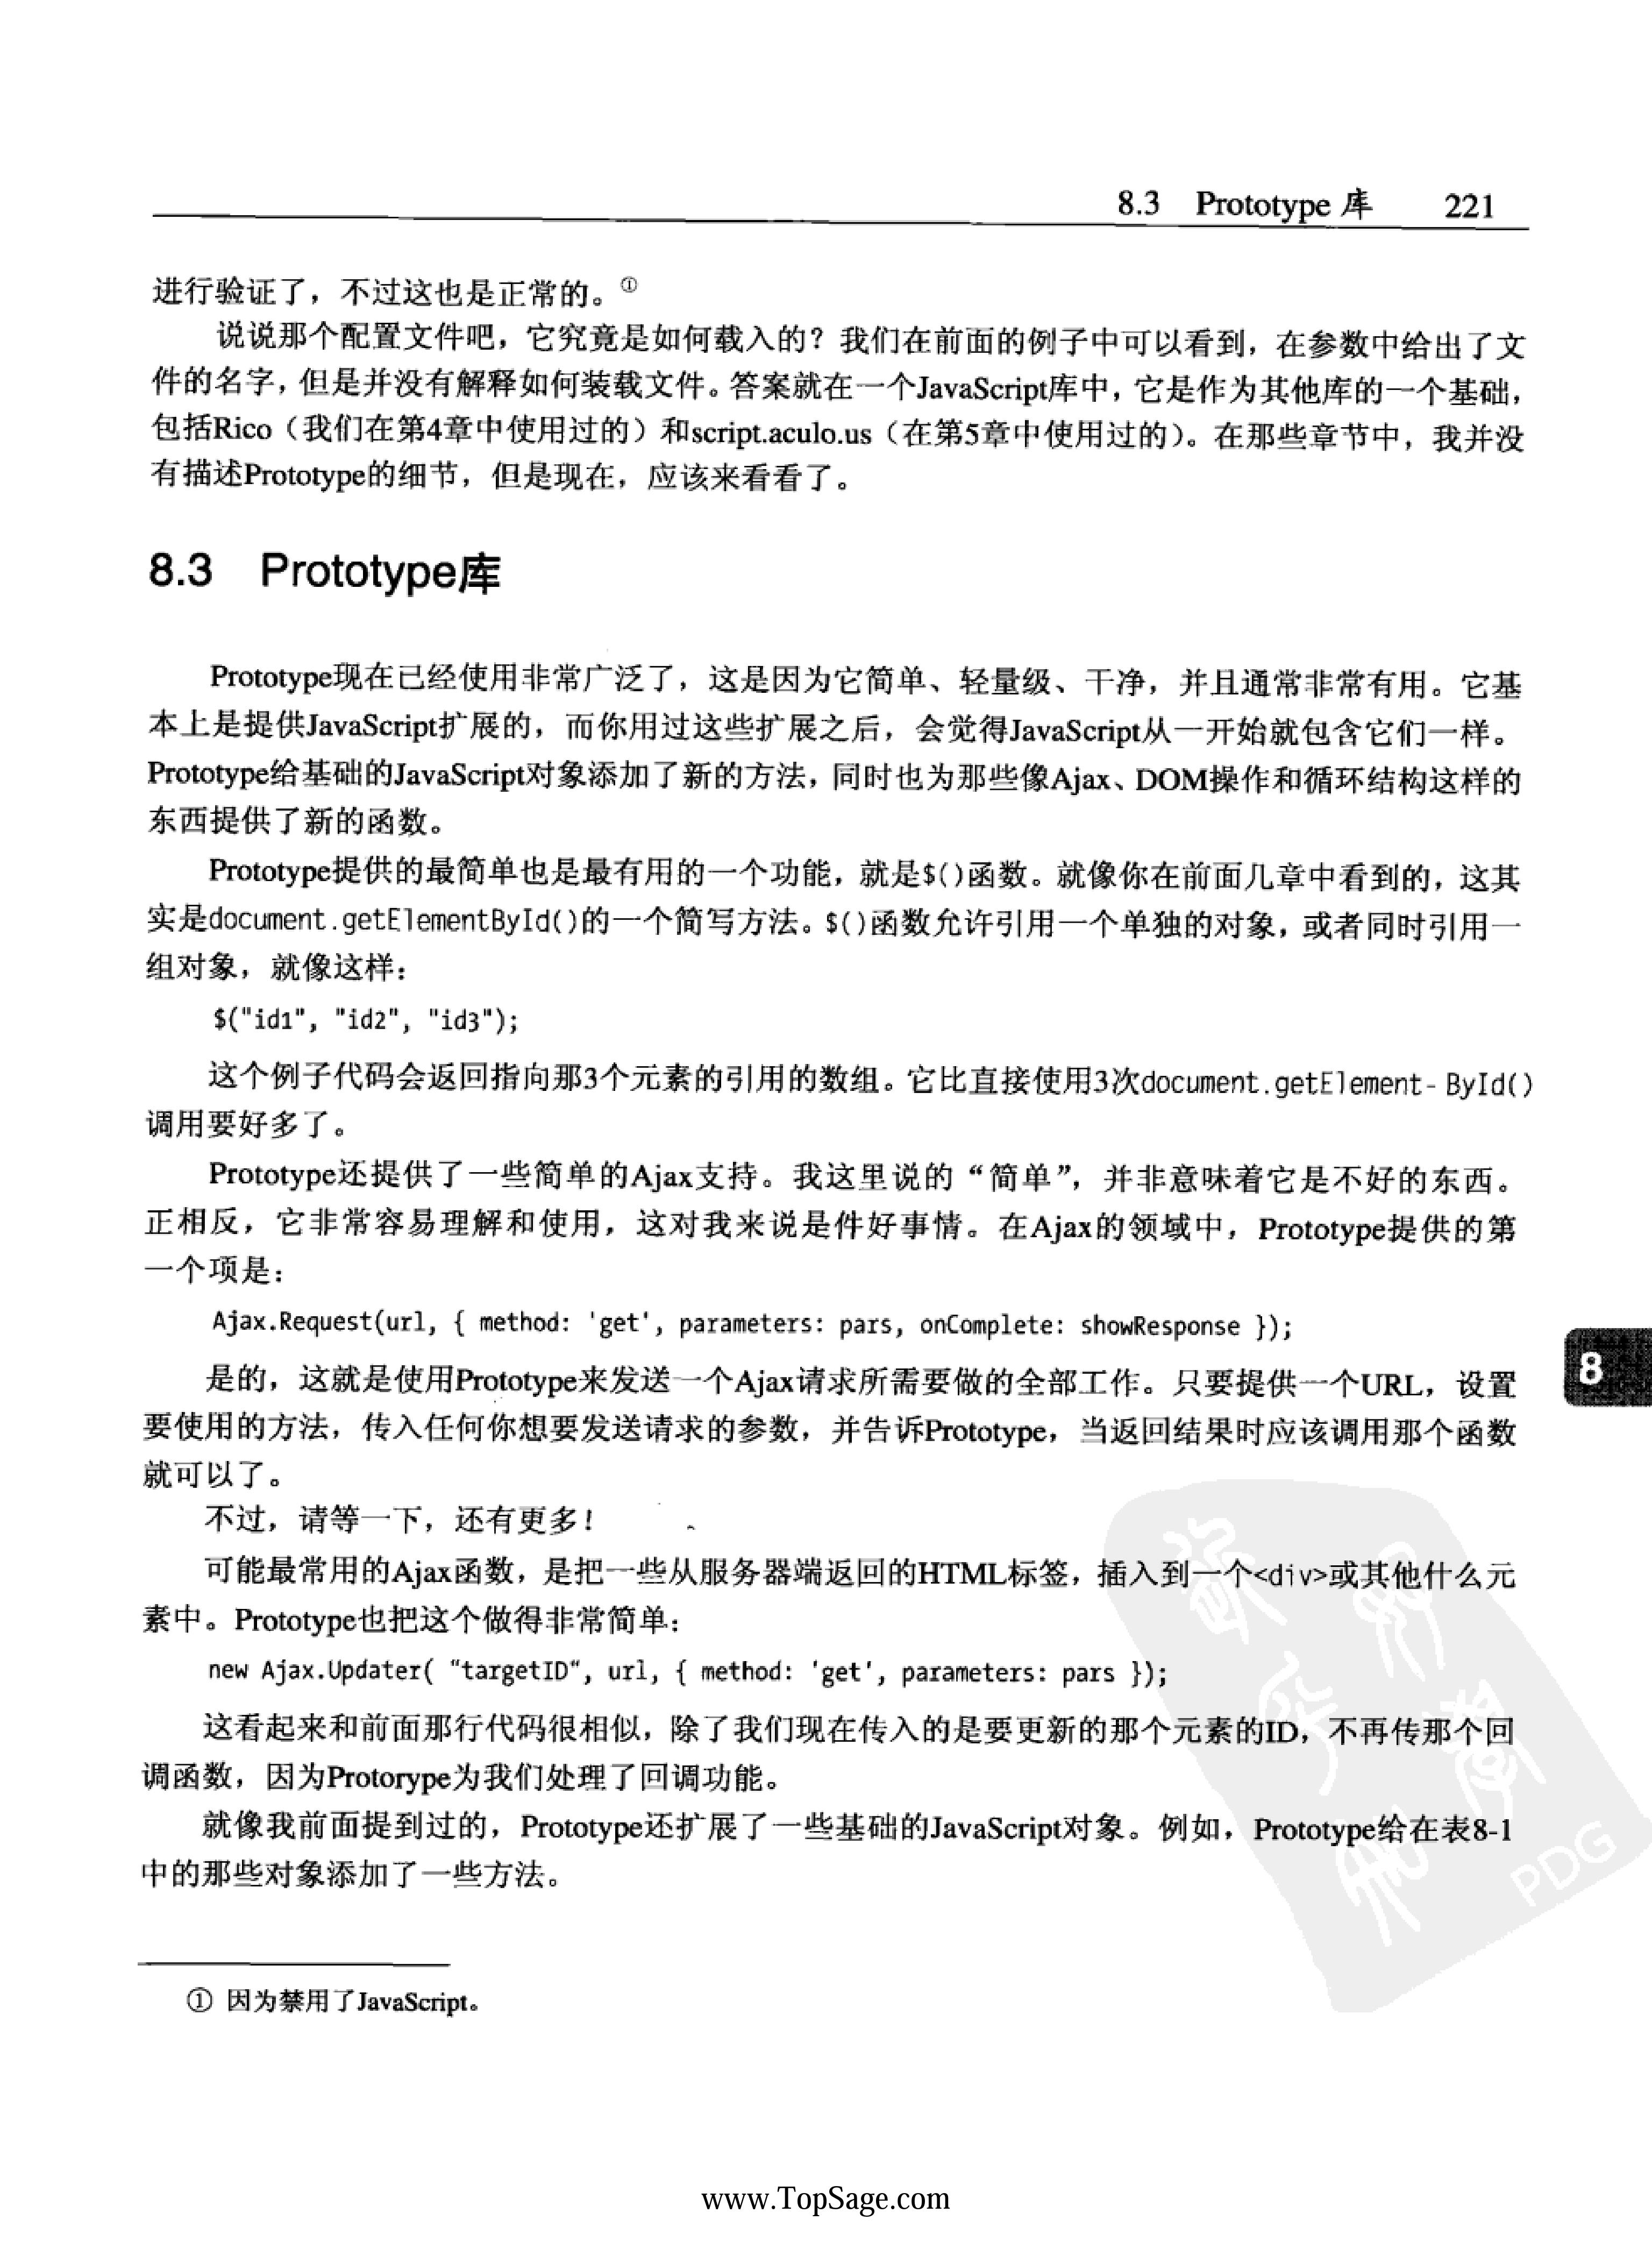 8.3 Prototype 库 221
进行验证了，不过这也是正常的。①
说说那个配置文件吧，它究竟是如何载入的？我们在前面的例子中可以看到，在参数中给出了文
件的名字，但是并没有解释如何装载文件。答案就在一个JavaScript库中，它是作为其他库的一个基础，
包括Rico（我们在第4章中使用过的）和script.aculo.us（在第5章中使用过的）。在那些章节中，我并没
有描述Prototype的细节，但是现在，应该来看看了。
8.3 Prototype库
Prototype现在已经使用非常广泛了，这是因为它简单、轻量级、干净，并且通常非常有用。它基
本上是提供JavaScript扩展的，而你用过这些扩展之后，会觉得JavaScript从一开始就包含它们一样。
Prototype给基础的JavaScript对象添加了新的方法，同时也为那些像Ajax、DOM操作和循环结构这样的
东西提供了新的函数。
Prototype提供的最简单也是最有用的一个功能，就是$()函数。就像你在前面几章中看到的，这其
实是document.getElementById()的一个简写方法。$()函数允许引用一个单独的对象，或者同时引用一
组对象，就像这样：
$("id1", "id2", "id3");
这个例子代码会返回指向那3个元素的引用的数组。它比直接使用3次document.getElement- ById()
调用要好多了。
Prototype还提供了一些简单的Ajax支持。我这里说的“简单”，并非意味着它是不好的东西。
正相反，它非常容易理解和使用，这对我来说是件好事情。在Ajax的领域中，Prototype提供的第
一个项是：
Ajax.Request(url, { method: 'get', parameters: pars, onComplete: showResponse });
是的，这就是使用Prototype来发送一个Ajax请求所需要做的全部工作。只要提供一个URL，设置
要使用的方法，传入任何你想要发送请求的参数，并告诉Prototype，当返回结果时应该调用那个函数
就可以了。
不过，请等一下，还有更多！
可能最常用的Ajax函数，是把一些从服务器端返回的HTML标签，插入到一个<div>或其他什么元
素中。Prototype也把这个做得非常简单：
new Ajax.Updater( “targetID“, url, { method: 'get', parameters: pars });
这看起来和前面那行代码很相似，除了我们现在传入的是要更新的那个元素的ID，不再传那个回
调函数，因为Protorype为我们处理了回调功能。
就像我前面提到过的，Prototype还扩展了一些基础的JavaScript对象。例如，Prototype给在表8-1
中的那些对象添加了一些方法。
① 因为禁用了JavaScript。
8
PDG
www.TopSage.com